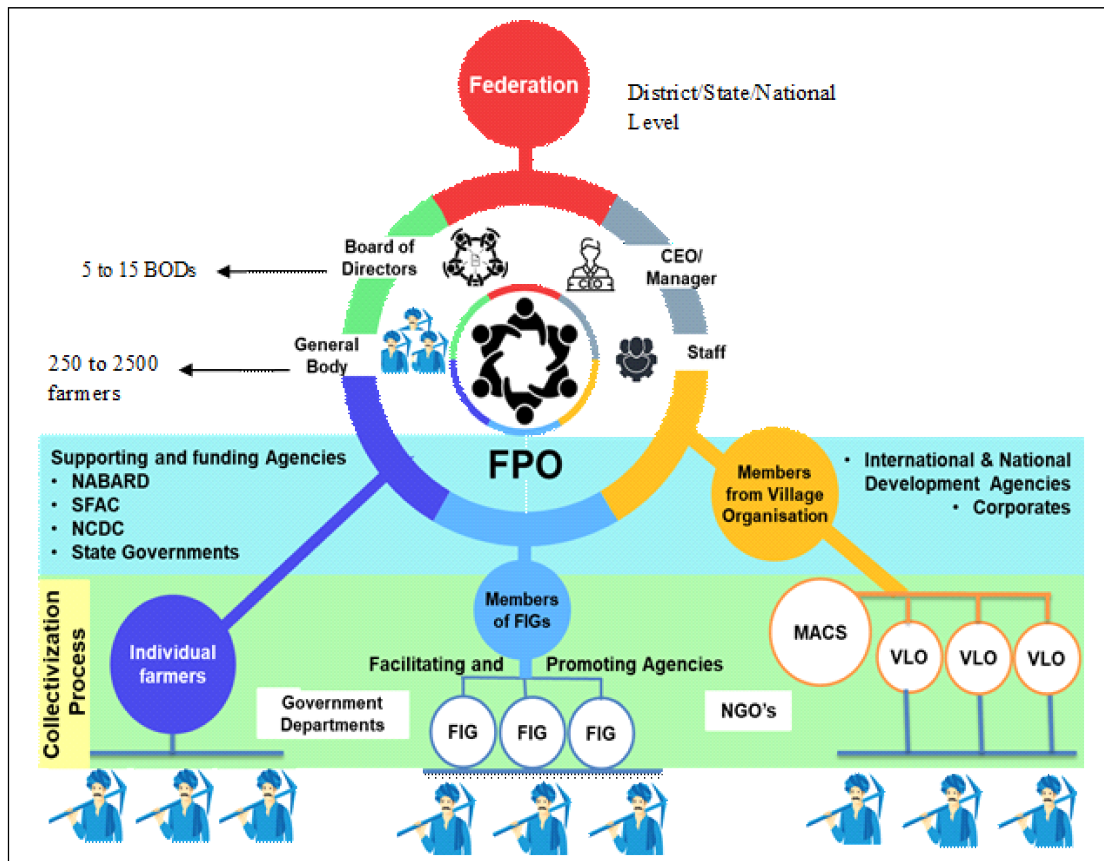 Federation
District/State/National
Level
Board of
Directors
CEO
CEO/
Manager
5 to 15 BODs
General
Body
Staff
250 to 2500
farmers
FPO
Supporting and funding Agencies
• NABARD
• SFAC
• NCDC
• State Governments
Members
from Village
Organisation
• International & National
Development Agencies
• Corporates
Collectivization
Process
Individual
farmers
Members
of FIGs
Facilitating and Promoting Agencies
Government
Departments
FIG FIG FIG
NGO's
MACS
VLO VLO VLO